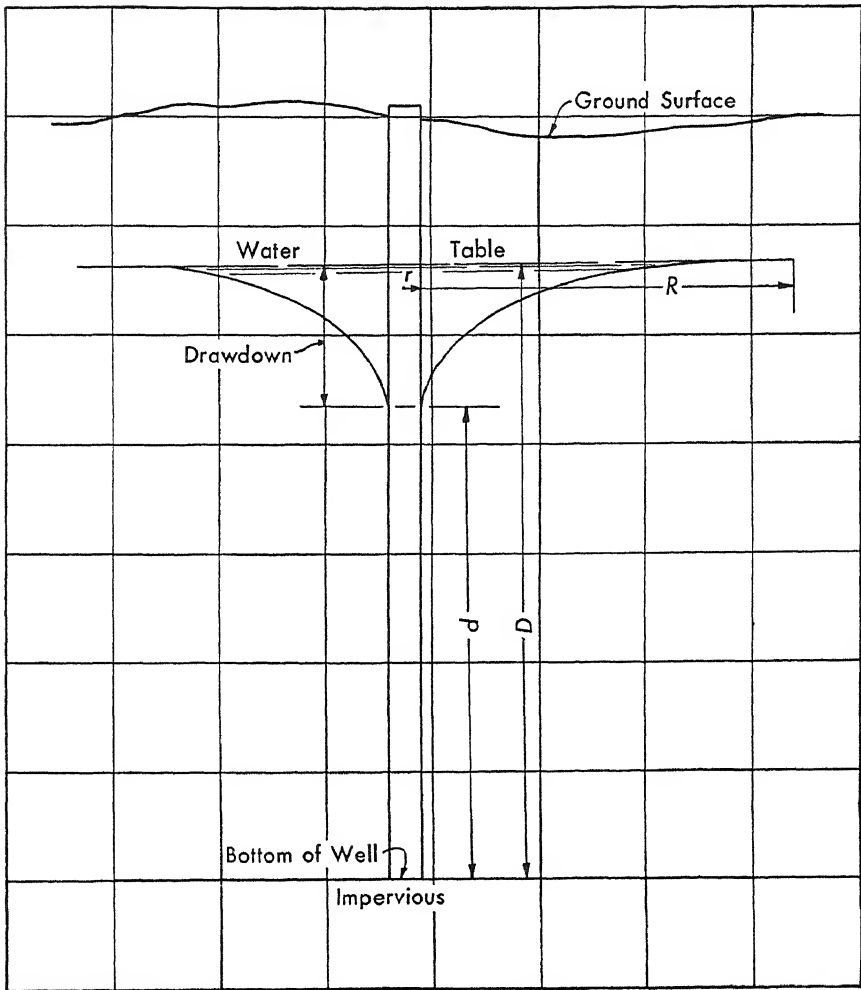 Ground Surface
Water Table
r
R
Drawdown
d
D
Bottom of Well
Impervious